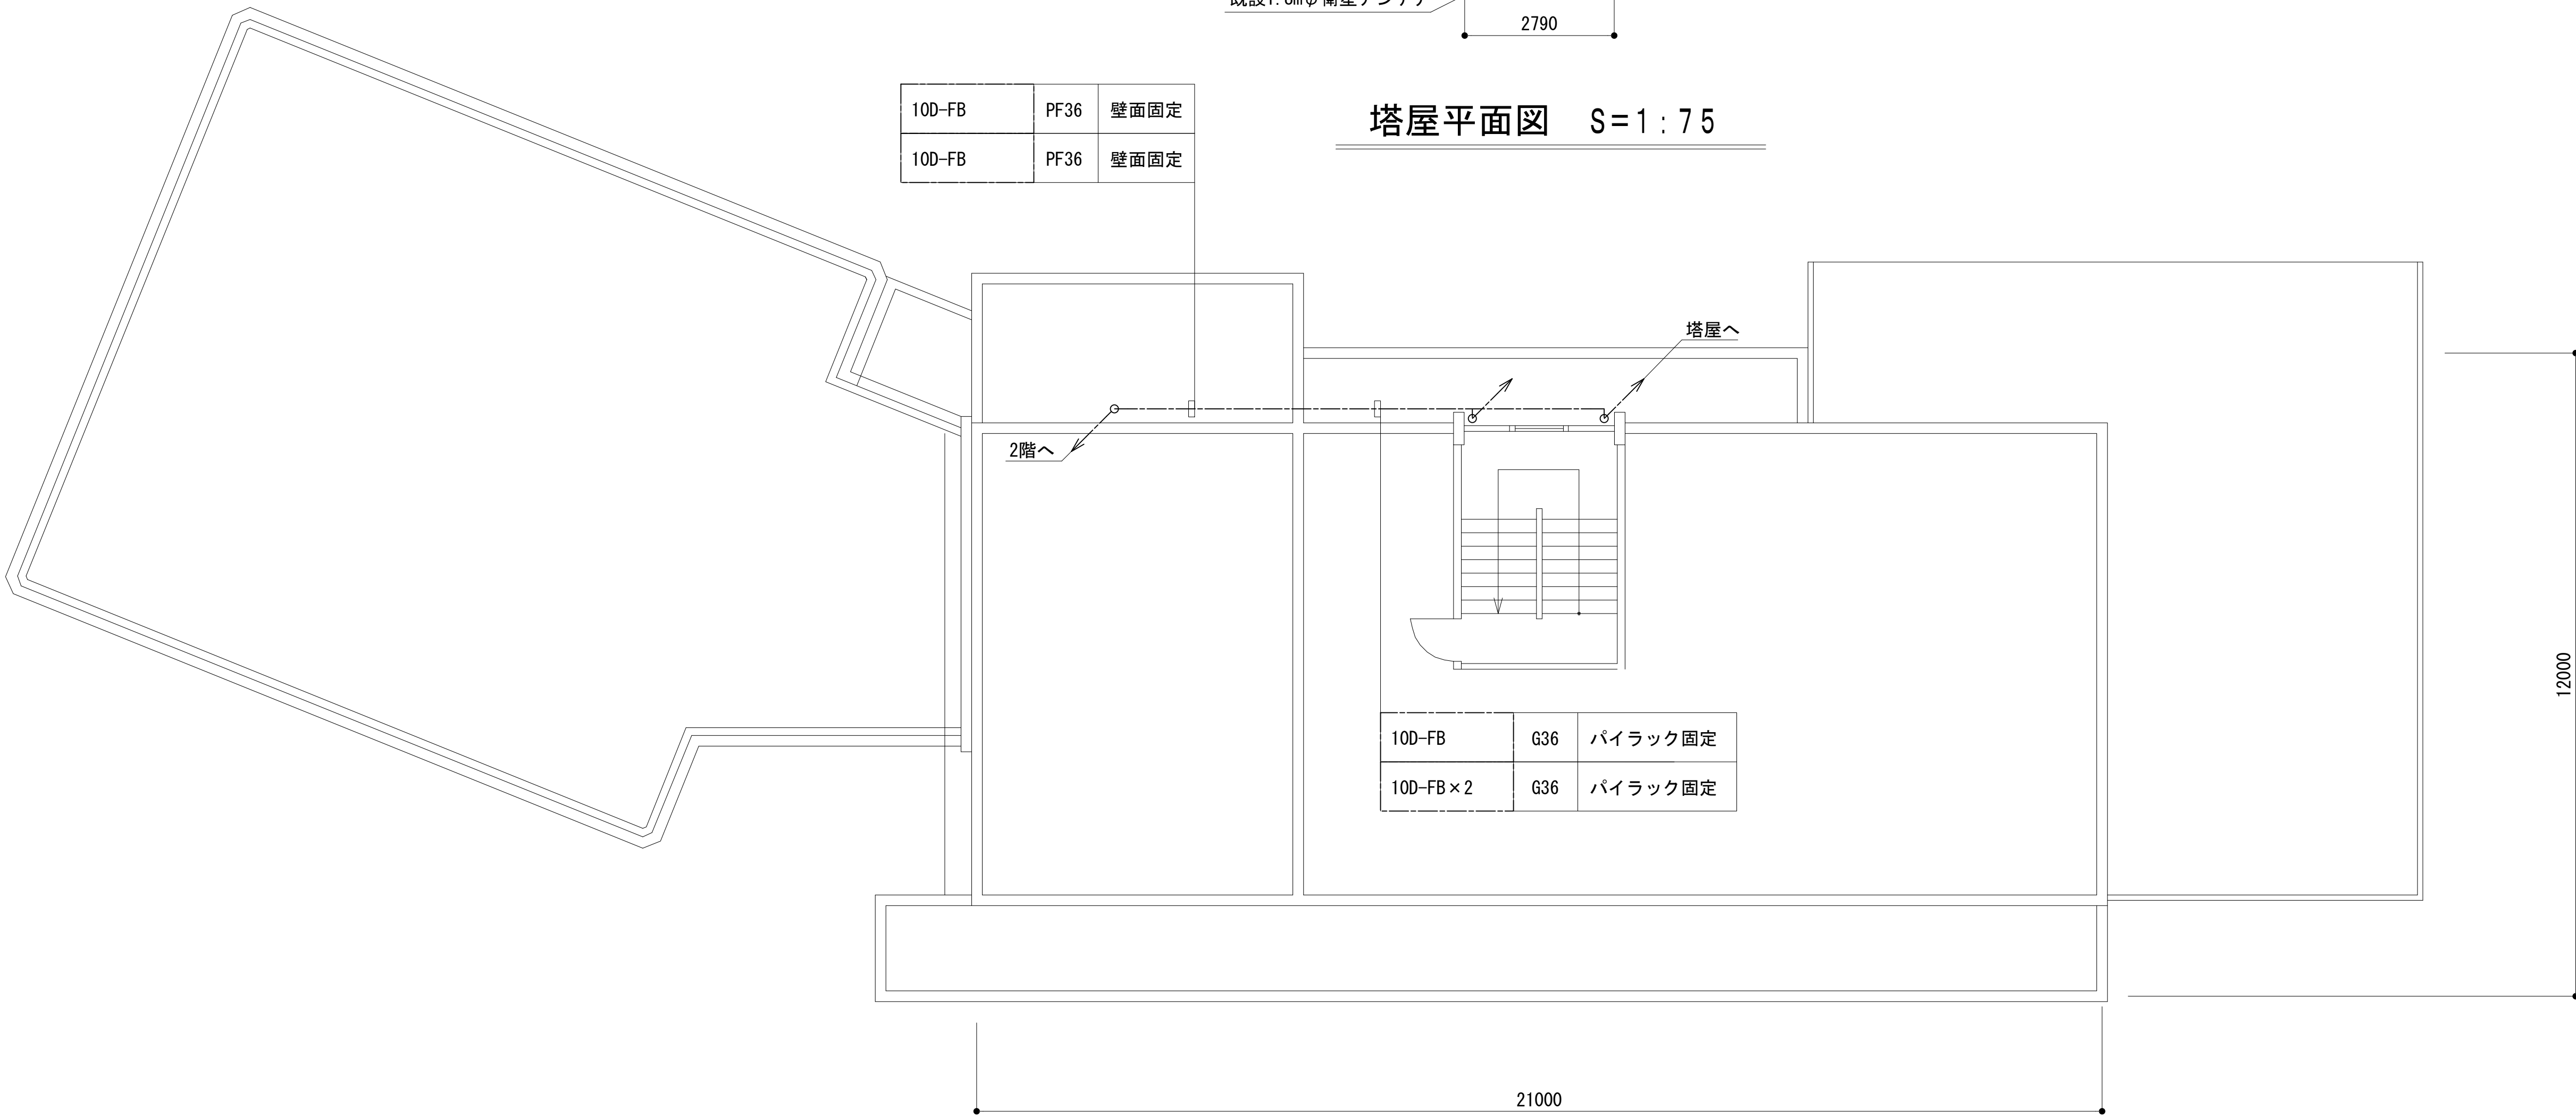 2790
塔屋平面図 S=1:75
10D-FB PF36 壁面固定
10D-FB PF36 壁面固定
塔屋へ
2階へ
10D-FB G36 パイラック固定
10D-FB×2 G36 パイラック固定
12000
21000